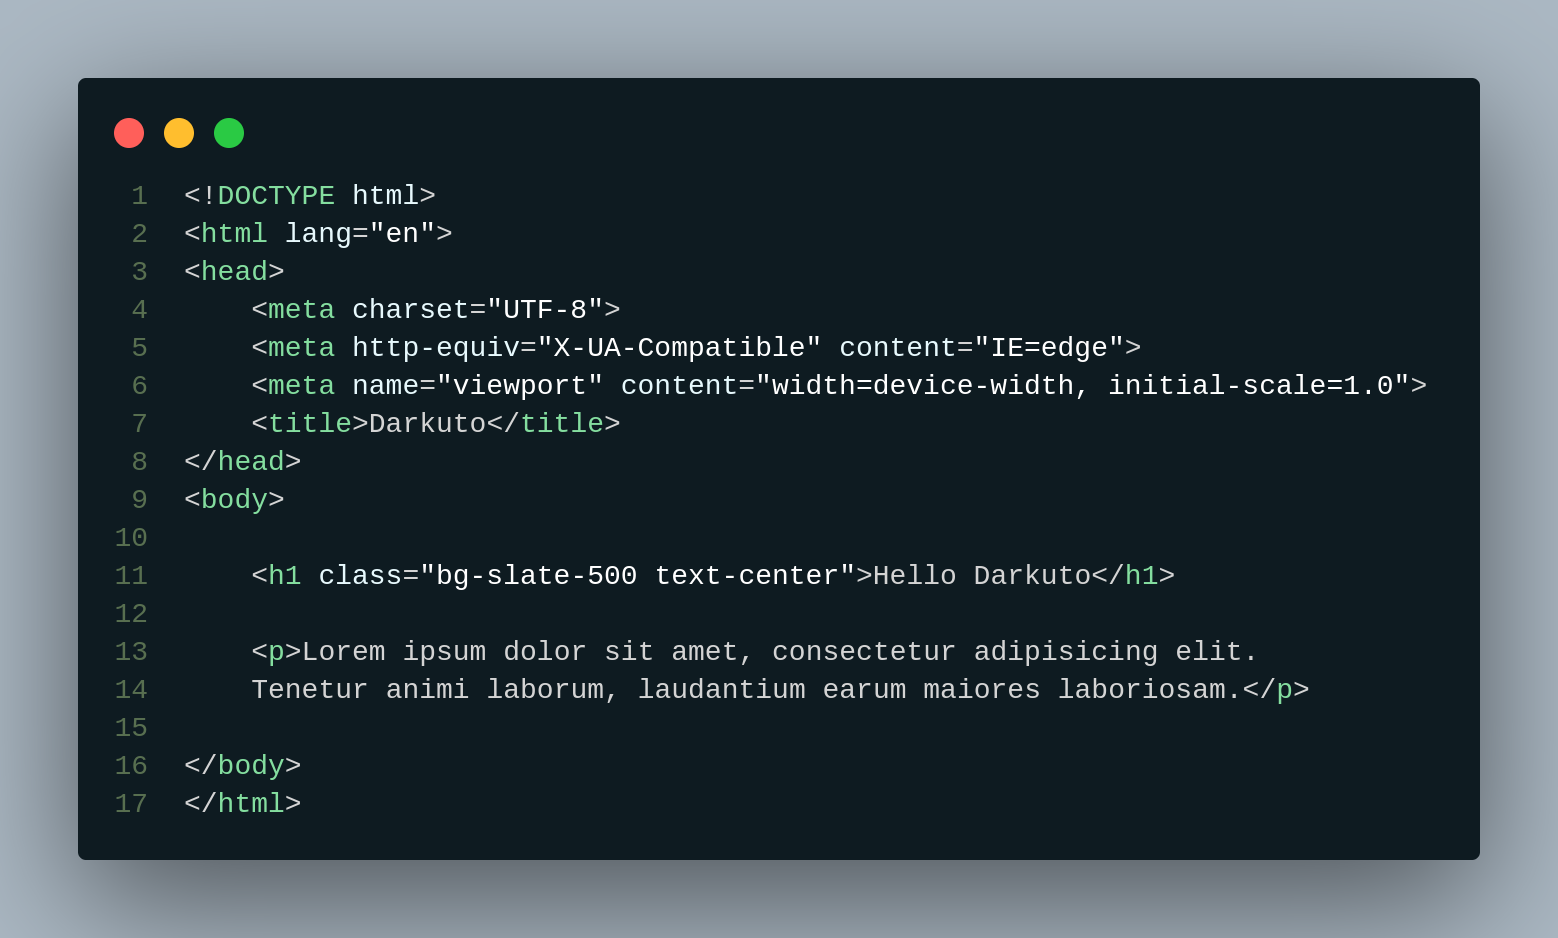 1 <!DOCTYPE html>
2 <html lang="en">
3 <head>
4     <meta charset="UTF-8">
5     <meta http-equiv="X-UA-Compatible" content="IE=edge">
6     <meta name="viewport" content="width=device-width, initial-scale=1.0">
7     <title>Darkuto</title>
8 </head>
9 <body>
10
11     <h1 class="bg-slate-500 text-center">Hello Darkuto</h1>
12
13     <p>Lorem ipsum dolor sit amet, consectetur adipisicing elit.
14     Tenetur animi laborum, laudantium earum maiores laboriosam.</p>
15
16 </body>
17 </html>